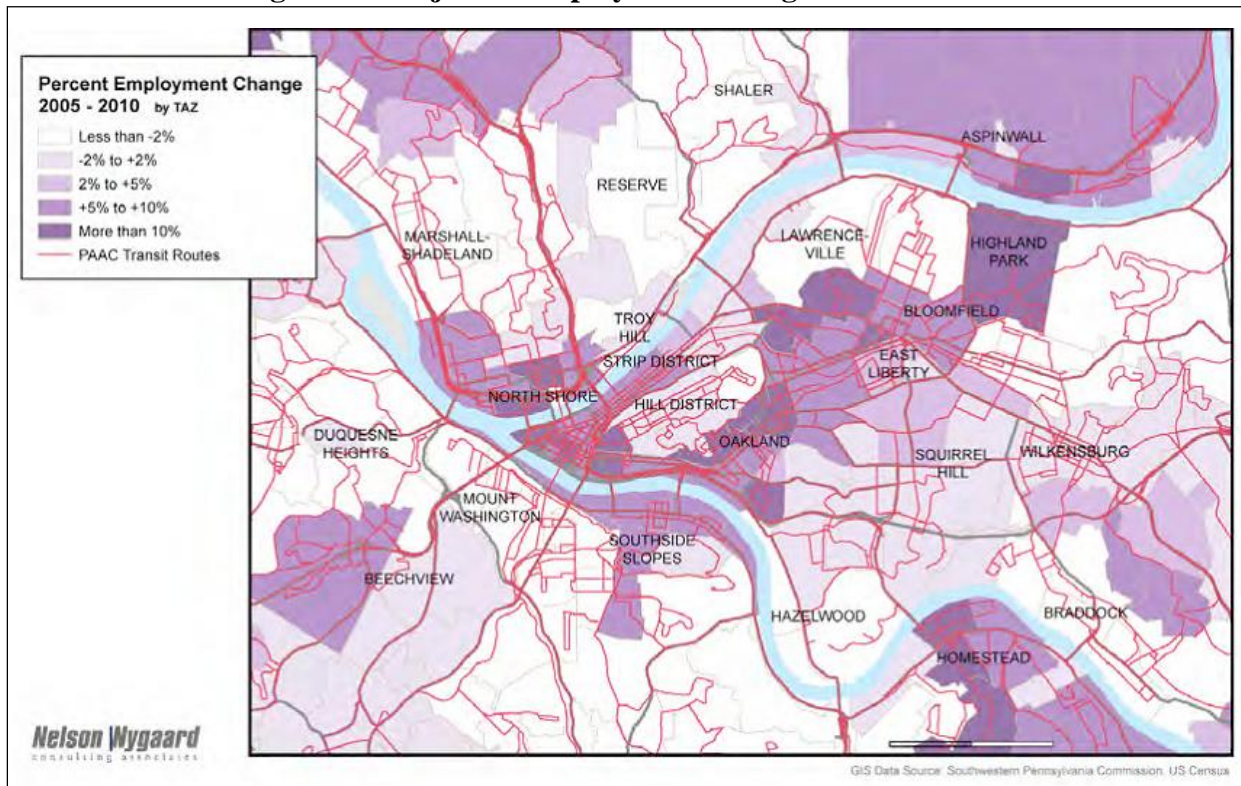 Percent Employment Change
2005 - 2010 by TAZ
Less than -2%
-2% to +2%
2% to +5%
+5% to +10%
More than 10%
PAAC Transit Routes
SHALER
ASPINWALL
RESERVE
MARSHALL-
SHADELAND
LAWRENCE-
VILLE
HIGHLAND
PARK
TROY
HILL
BLOOMFIELD
STRIP DISTRICT
EAST
LIBERTY
NORTH SHORE
HILL DISTRICT
DUQUESNE
HEIGHTS
OAKLAND
SQUIRREL
HILL
WILKENSBURG
MOUNT
WASHINGTON
SOUTHSIDE
SLOPES
BEECHVIEW
HAZELWOOD
BRADDOCK
HOMESTEAD
Nelson|Nygaard
consulting associates
GIS Data Source: Southwestern Pennsylvania Commission, US Census